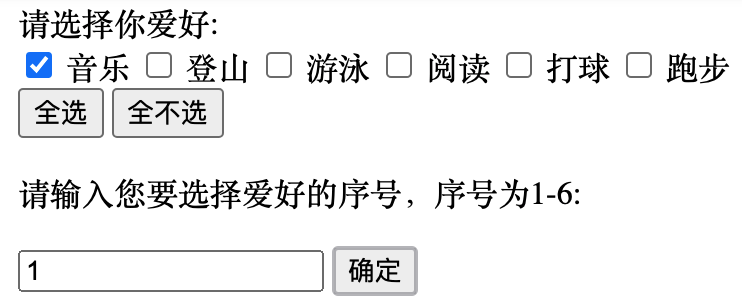 请选择你爱好:
音乐 登山 游泳 阅读 打球 跑步
全选 全不选
请输入您要选择爱好的序号，序号为1-6:
1 确定